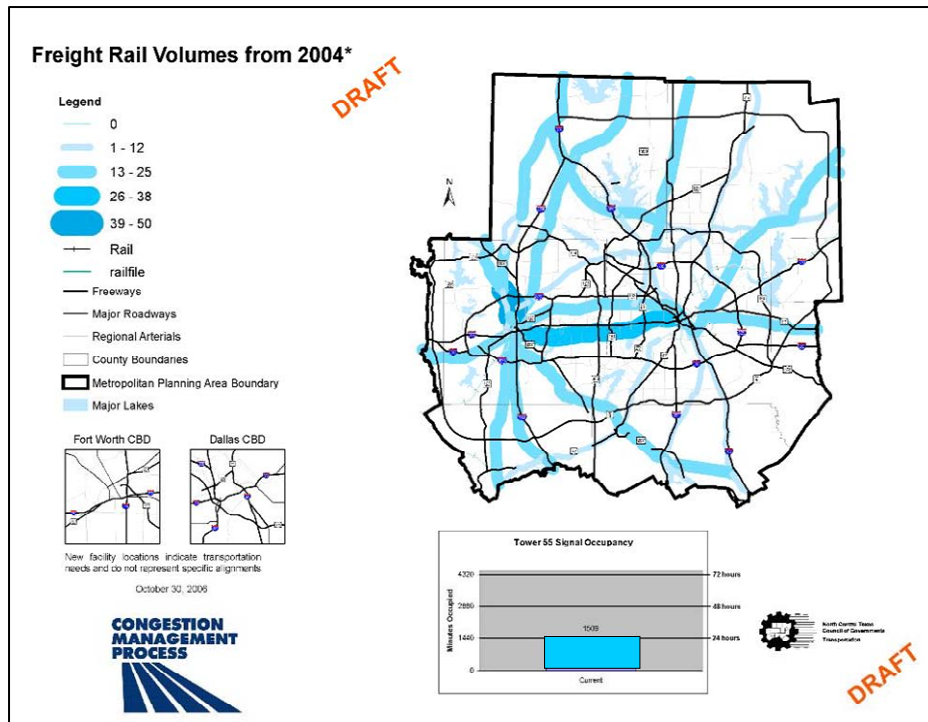 Freight Rail Volumes from 2004*
DRAFT
Legend
0
1 - 12
13 - 25
26 - 38
39 - 50
Rail
railfile
Freeways
Major Roadways
Regional Arterials
County Boundaries
Metropolitan Planning Area Boundary
Major Lakes
N
Fort Worth CBD
Dallas CBD
New facility locations indicate transportation
needs and do not represent specific alignments
October 30, 2006
CONGESTION
MANAGEMENT
PROCESS
Tower 55 Signal Occupancy
Minutes Occupied
4320
2880
1440
0
1509
72 hours
48 hours
24 hours
Current
North Central Texas
Council of Governments
Transportation
DRAFT